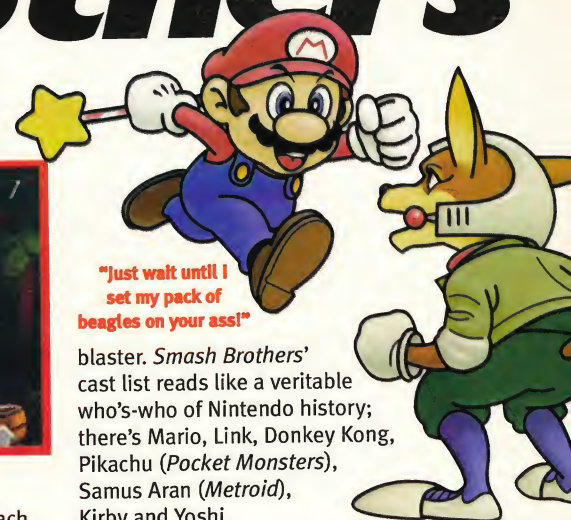 others
M
"Just wait until I
set my pack of
beagles on your ass!"
blaster. Smash Brothers'
cast list reads like a veritable
who's-who of Nintendo history;
there's Mario, Link, Donkey Kong,
Pikachu (Pocket Monsters),
Samus Aran (Metroid),
Kirby and Yoshi